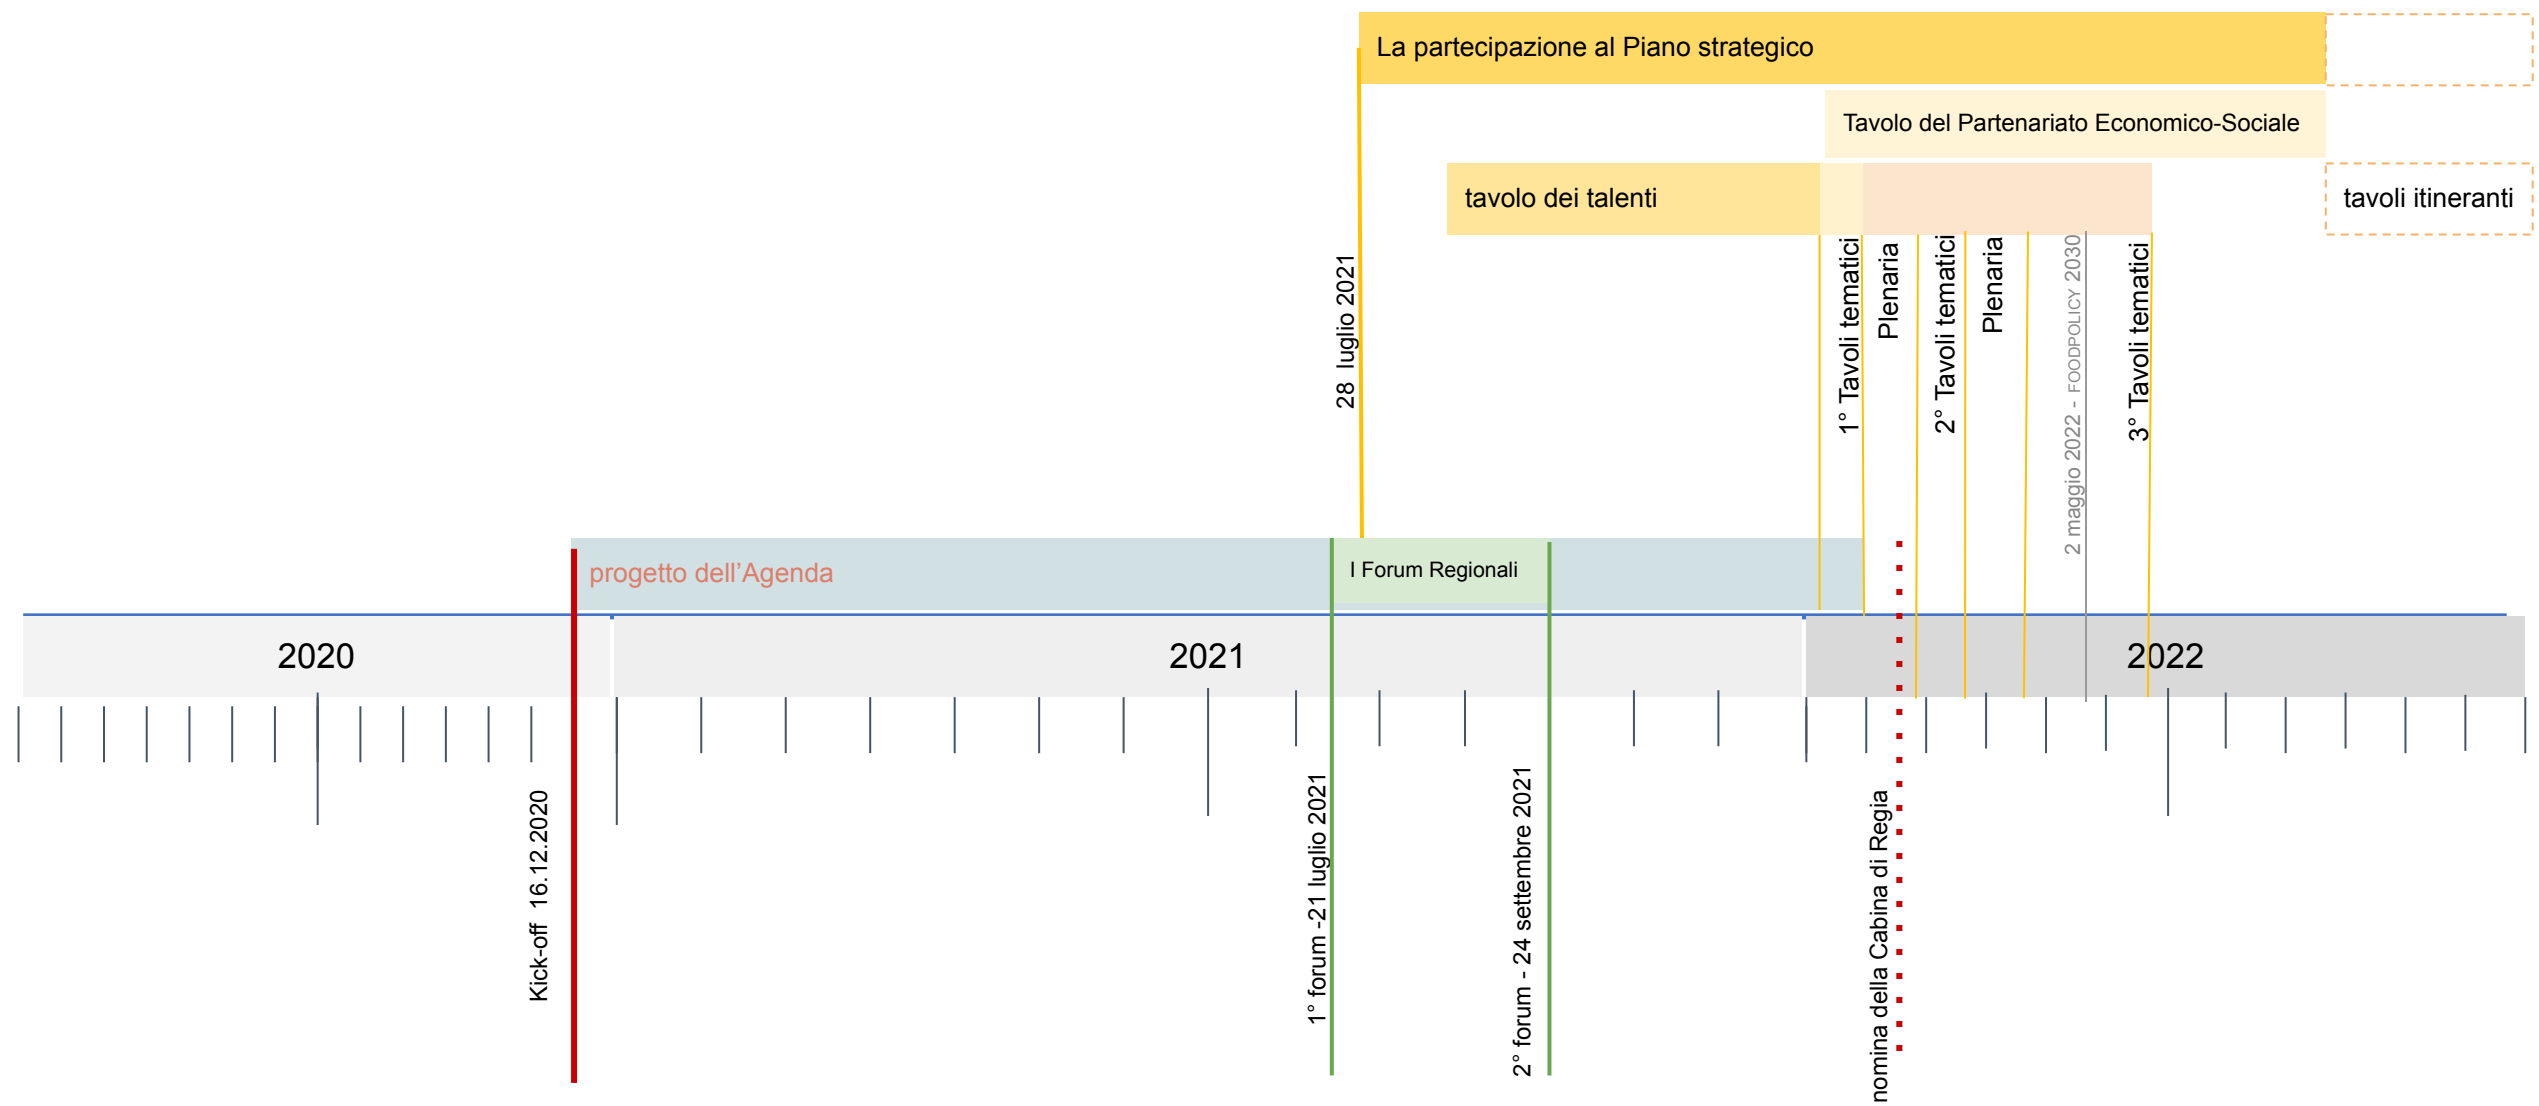 La partecipazione al Piano strategico
Tavolo del Partenariato Economico-Sociale
tavolo dei talenti
tavoli itineranti
28 luglio 2021
1° Tavoli tematici
Plenaria
2° Tavoli tematici
Plenaria
2 maggio 2022 - FOODPOLICY 2030
3° Tavoli tematici
progetto dell’Agenda
I Forum Regionali
2020
2021
2022
Kick-off 16.12.2020
1° forum -21 luglio 2021
2° forum - 24 settembre 2021
nomina della Cabina di Regia